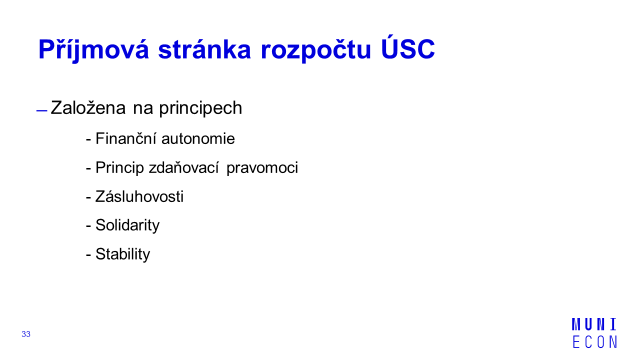 Příjmová stránka rozpočtu ÚSC
– Založena na principech
- Finanční autonomie
- Princip zdaňovací pravomoci
- Zásluhovosti
- Solidarity
- Stability
33
MUNI
ECON